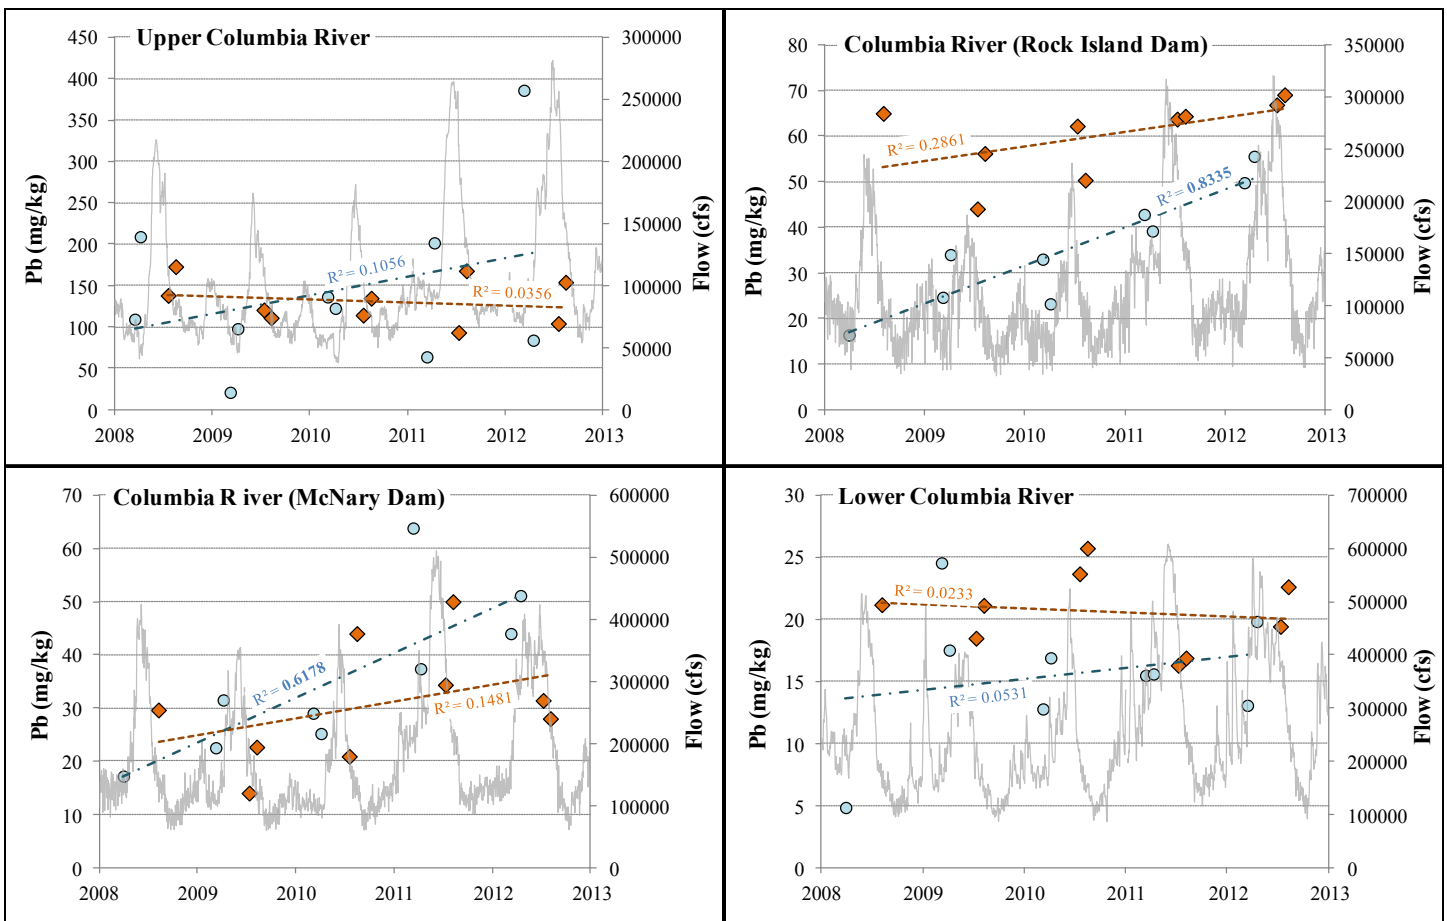 Upper Columbia River
Pb (mg/kg)
450
400
350
300
250
200
150
100
50
0
R² = 0.1056
R² = 0.0356
300000
250000
200000
150000
100000
50000
0
Flow (cfs)
2008 2009 2010 2011 2012 2013
Columbia River (Rock Island Dam)
Pb (mg/kg)
80
70
60
50
40
30
20
10
0
R² = 0.2861
R² = 0.8335
350000
300000
250000
200000
150000
100000
50000
0
Flow (cfs)
2008 2009 2010 2011 2012 2013
Columbia R iver (McNary Dam)
Pb (mg/kg)
70
60
50
40
30
20
10
0
R² = 0.6178
R² = 0.1481
600000
500000
400000
300000
200000
100000
0
Flow (cfs)
2008 2009 2010 2011 2012 2013
Lower Columbia River
Pb (mg/kg)
30
25
20
15
10
5
0
R² = 0.0233
R² = 0.0531
700000
600000
500000
400000
300000
200000
100000
0
Flow (cfs)
2008 2009 2010 2011 2012 2013